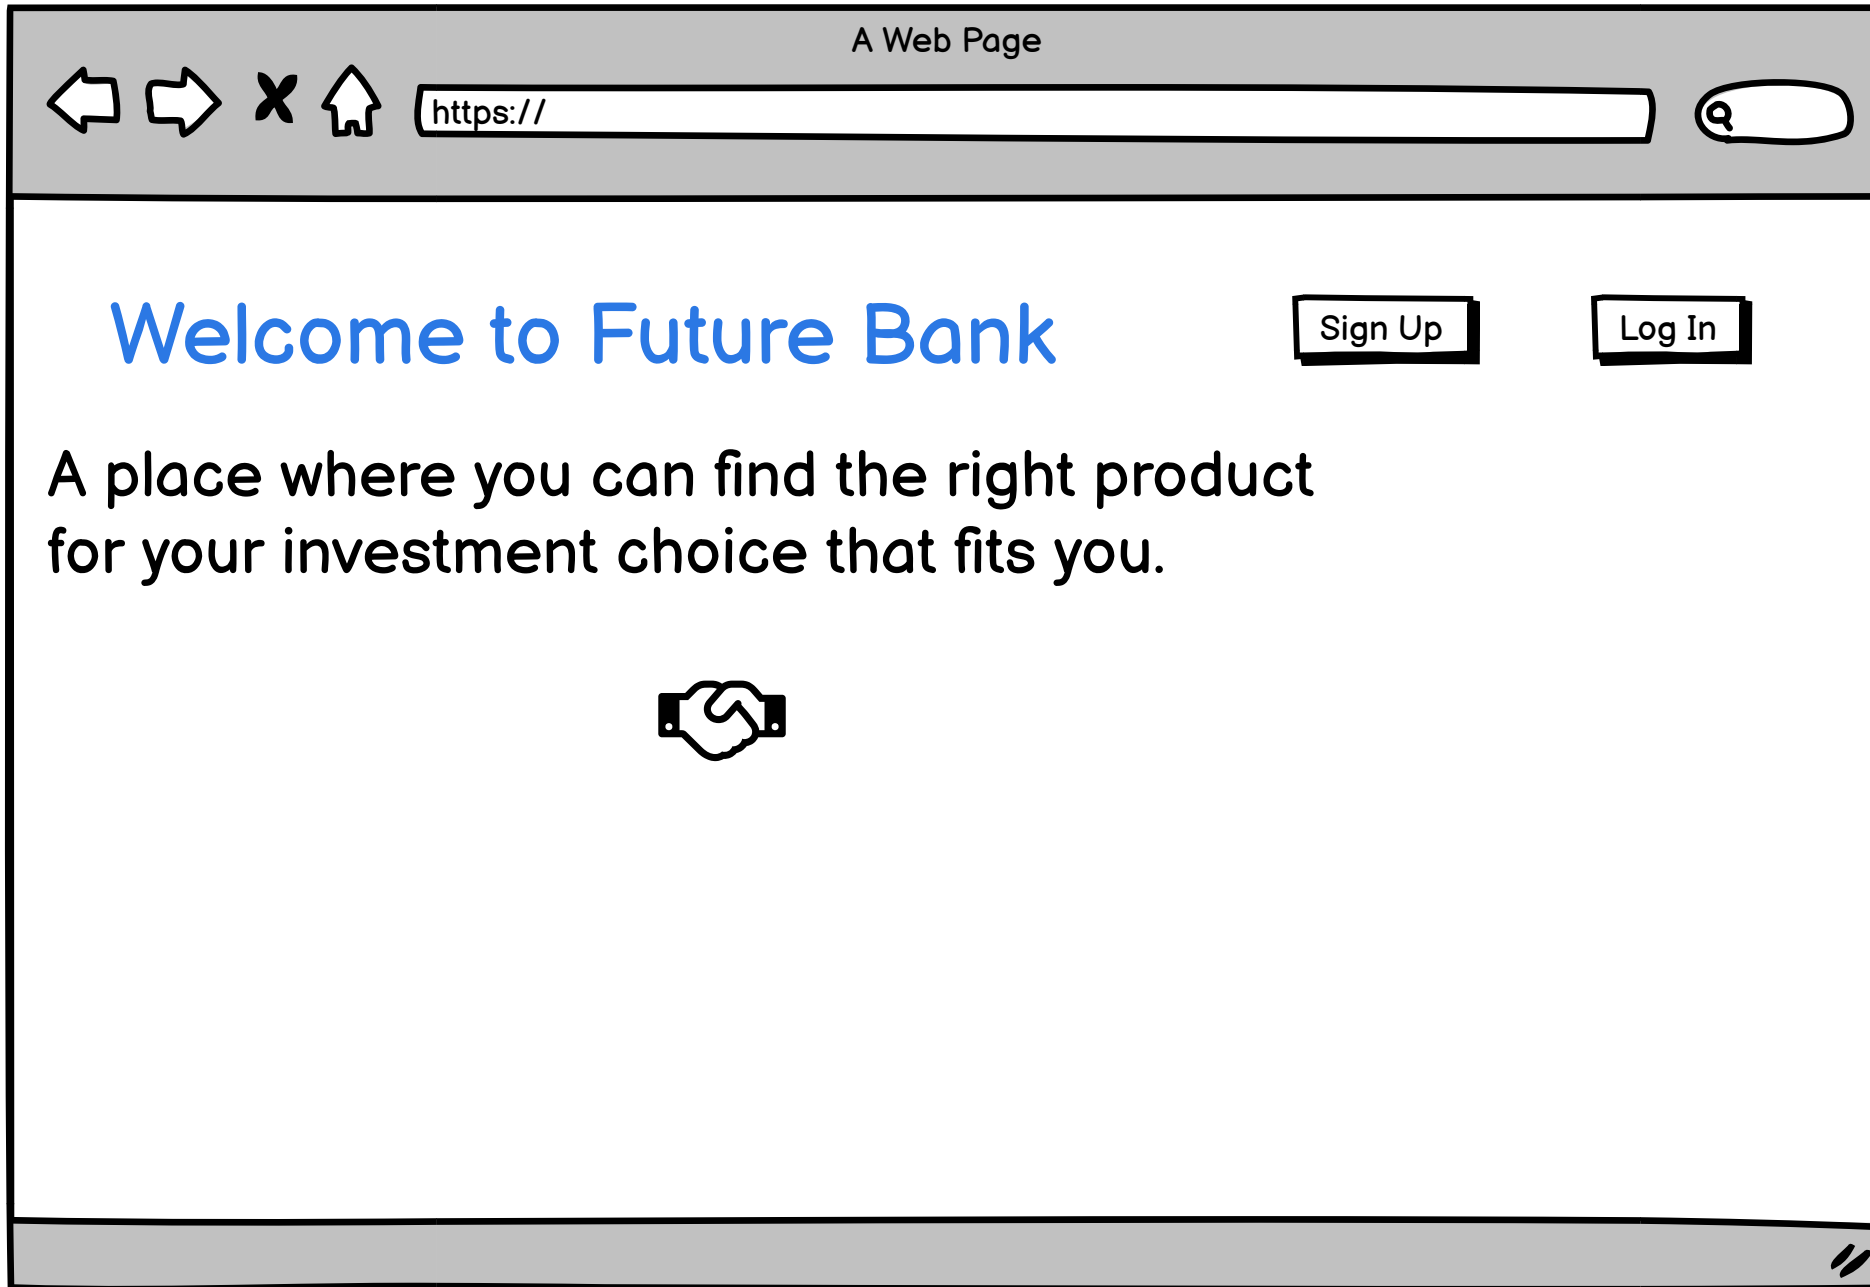 A Web Page
https://
Welcome to Future Bank
Sign Up
Log In
A place where you can find the right product
for your investment choice that fits you.